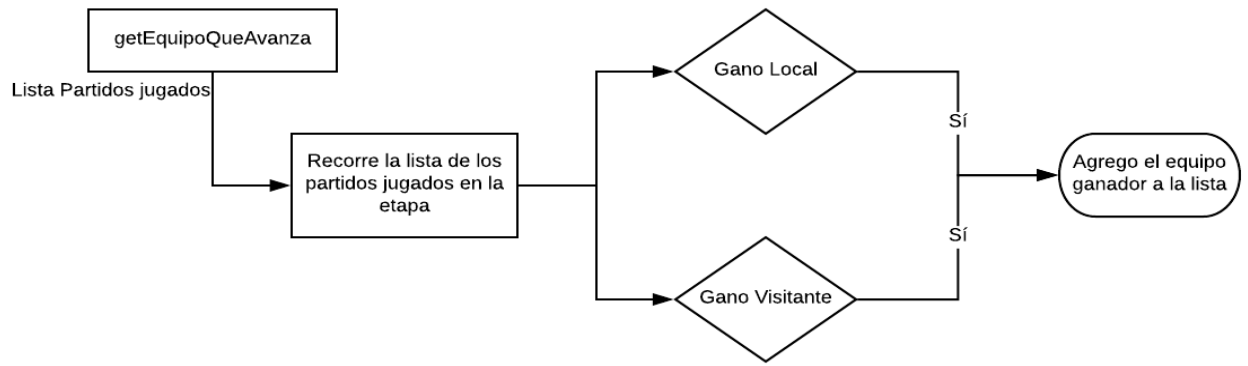 getEquipoQueAvanza
Lista Partidos jugados
Recorre la lista de los
partidos jugados en la
etapa
Gano Local
Gano Visitante
Sí
Sí
Agrego el equipo
ganador a la lista